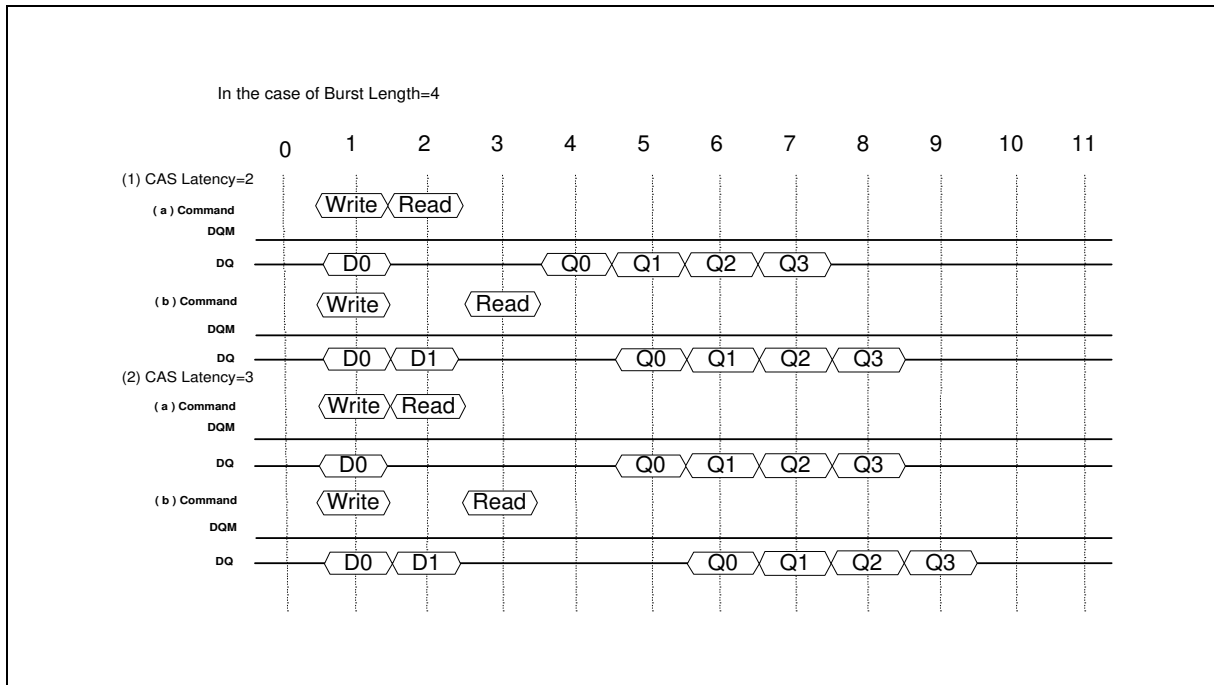 In the case of Burst Length=4
0 1 2 3 4 5 6 7 8 9 10 11
(1) CAS Latency=2
( a ) Command Write Read
DQM
DQ D0 Q0 Q1 Q2 Q3
( b ) Command Write Read
DQM
DQ D0 D1 Q0 Q1 Q2 Q3
(2) CAS Latency=3
( a ) Command Write Read
DQM
DQ D0 Q0 Q1 Q2 Q3
( b ) Command Write Read
DQM
DQ D0 D1 Q0 Q1 Q2 Q3